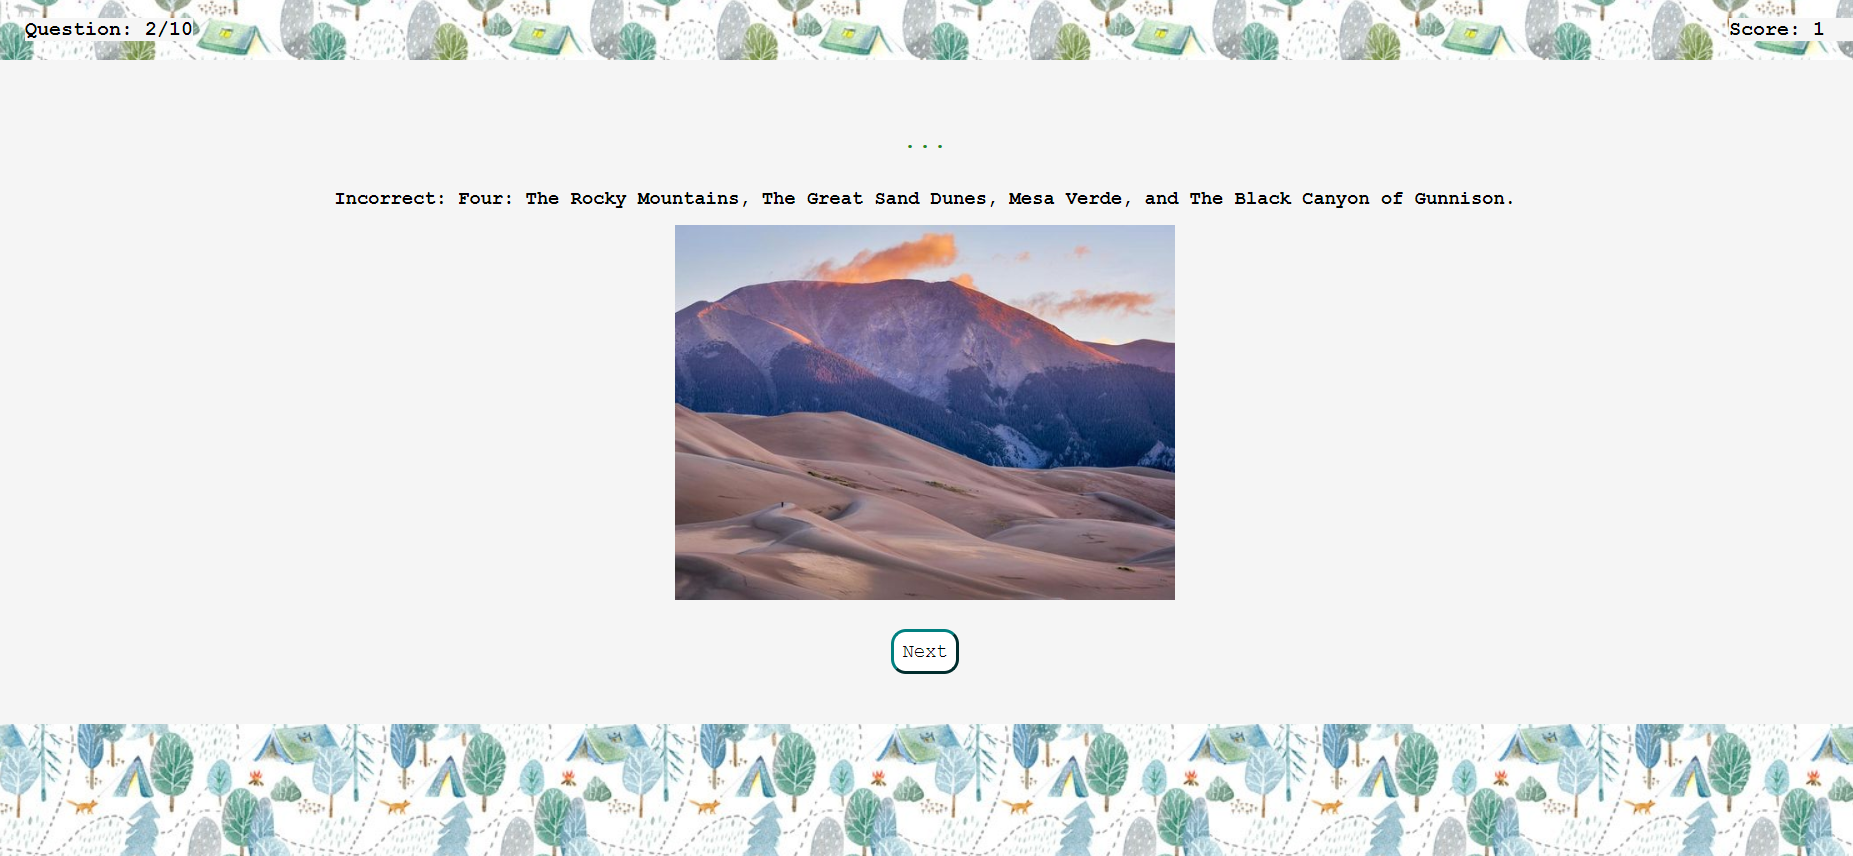 Question: 2/10
Score: 1
...
Incorrect: Four: The Rocky Mountains, The Great Sand Dunes, Mesa Verde, and The Black Canyon of Gunnison.
Next